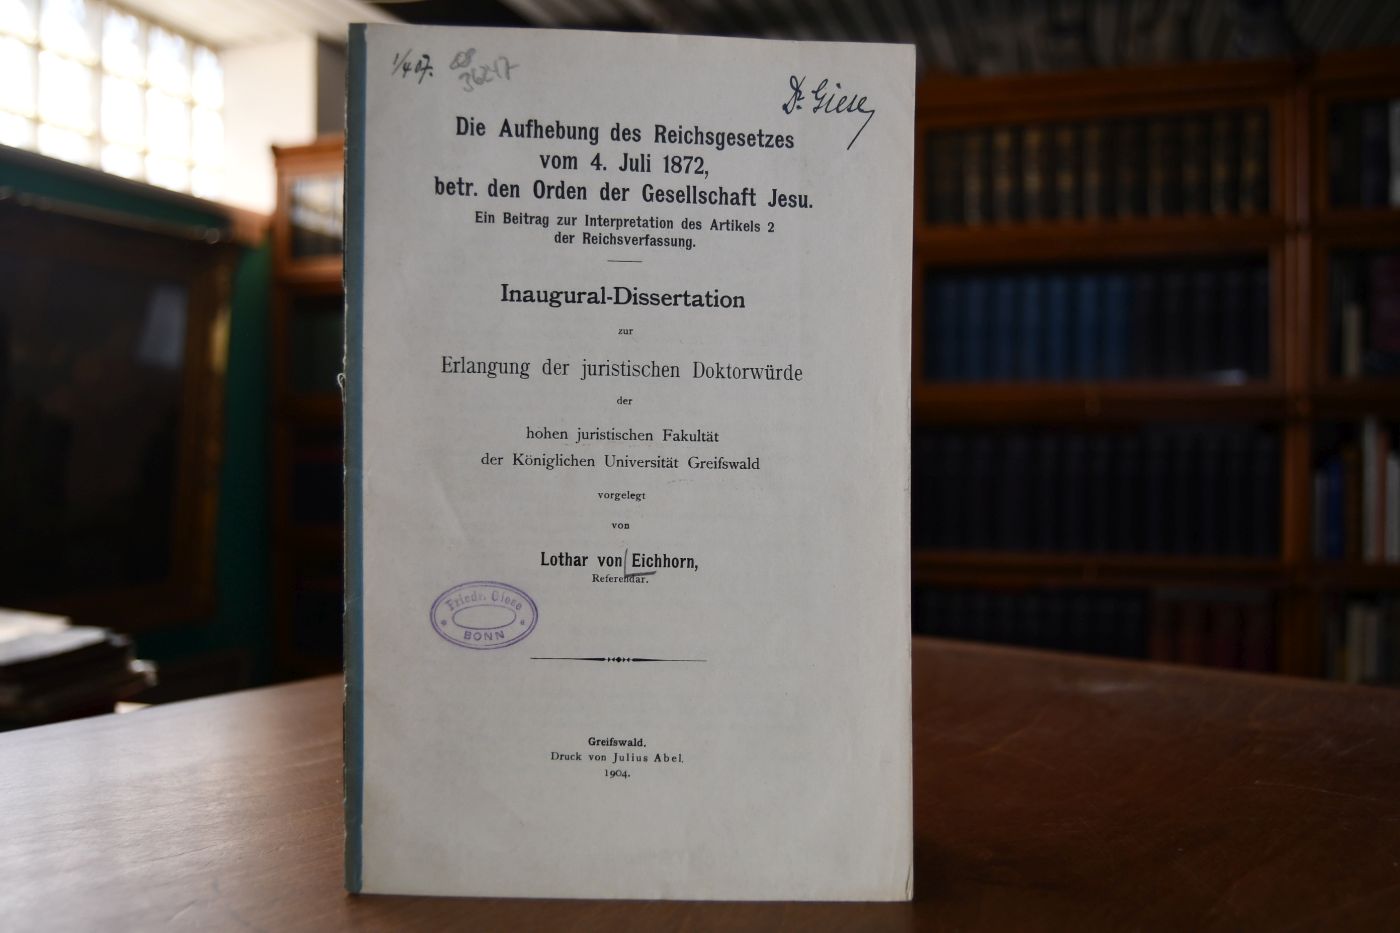 1/4 07.
36217
Dr. Giese
Die Aufhebung des Reichsgesetzes
vom 4. Juli 1872,
betr. den Orden der Gesellschaft Jesu.
Ein Beitrag zur Interpretation des Artikels 2
der Reichsverfassung.
Inaugural-Dissertation
zur
Erlangung der juristischen Doktorwürde
der
hohen juristischen Fakultät
der Königlichen Universität Greifswald
vorgelegt
von
Lothar von Eichhorn,
Referendar.
Friedr. Giese
BONN
Greifswald.
Druck von Julius Abel.
1904.